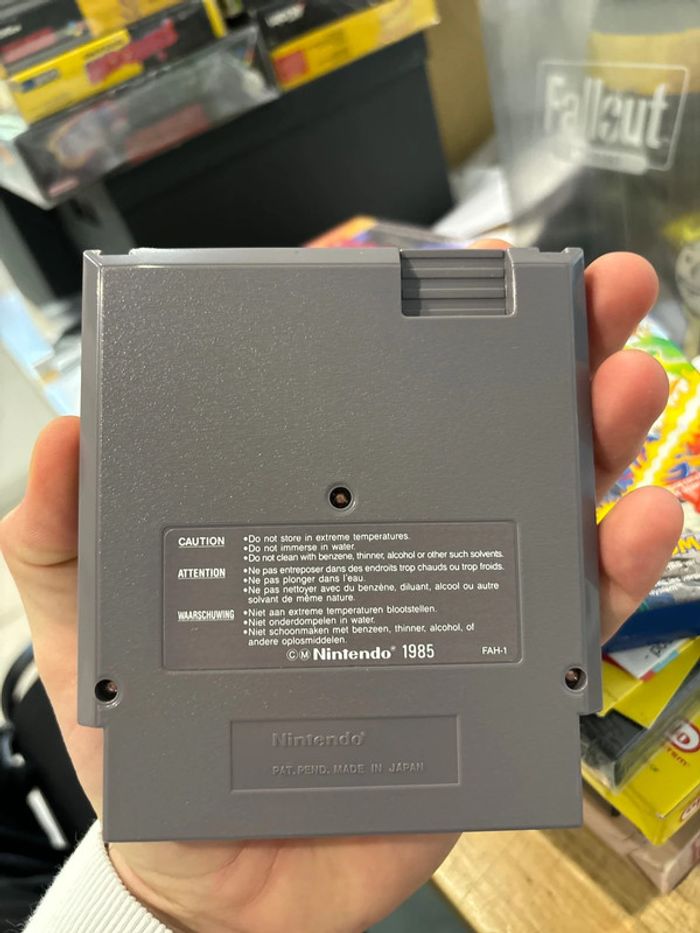 Fallout
CAUTION
•Do not store in extreme temperatures.
•Do not immerse in water.
•Do not clean with benzene, thinner, alcohol or other such solvents.
ATTENTION
•Ne pas entreposer dans des endroits trop chauds ou trop froids.
•Ne pas plonger dans l'eau.
•Ne pas nettoyer avec du benzène, diluant, alcool ou autre
solvant de même nature.
WAARSCHUWING
•Niet aan extreme temperaturen blootstellen.
•Niet onderdompelen in water.
•Niet schoonmaken met benzeen, thinner, alcohol, of
andere oplosmiddelen.
©Ⓜ Nintendo® 1985
FAH-1
Nintendo®
PAT. PEND. MADE IN JAPAN